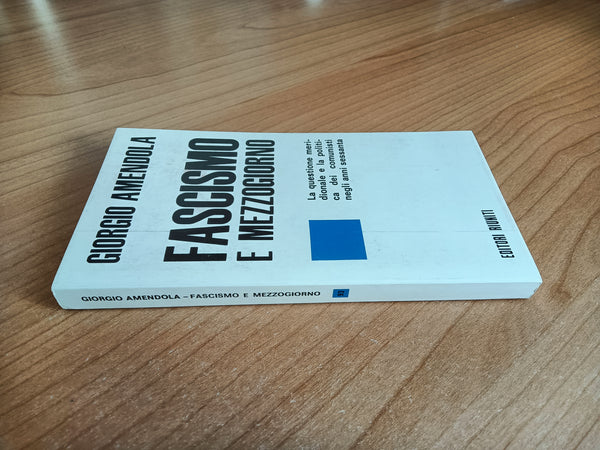 GIORGIO AMENDOLA
FASCISMO
E MEZZOGIORNO
La questione meri-
dionale e la politi-
ca dei comunisti
negli anni sessanta
EDITORI RIUNITI
GIORGIO AMENDOLA – FASCISMO E MEZZOGIORNO